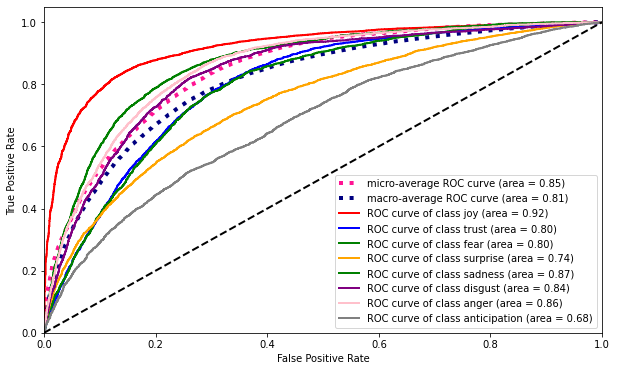 1.0
0.8
0.6
0.4
0.2
0.0
True Positive Rate
micro-average ROC curve (area = 0.85)
macro-average ROC curve (area = 0.81)
ROC curve of class joy (area = 0.92)
ROC curve of class trust (area = 0.80)
ROC curve of class fear (area = 0.80)
ROC curve of class surprise (area = 0.74)
ROC curve of class sadness (area = 0.87)
ROC curve of class disgust (area = 0.84)
ROC curve of class anger (area = 0.86)
ROC curve of class anticipation (area = 0.68)
0.0 0.2 0.4 0.6 0.8 1.0
False Positive Rate